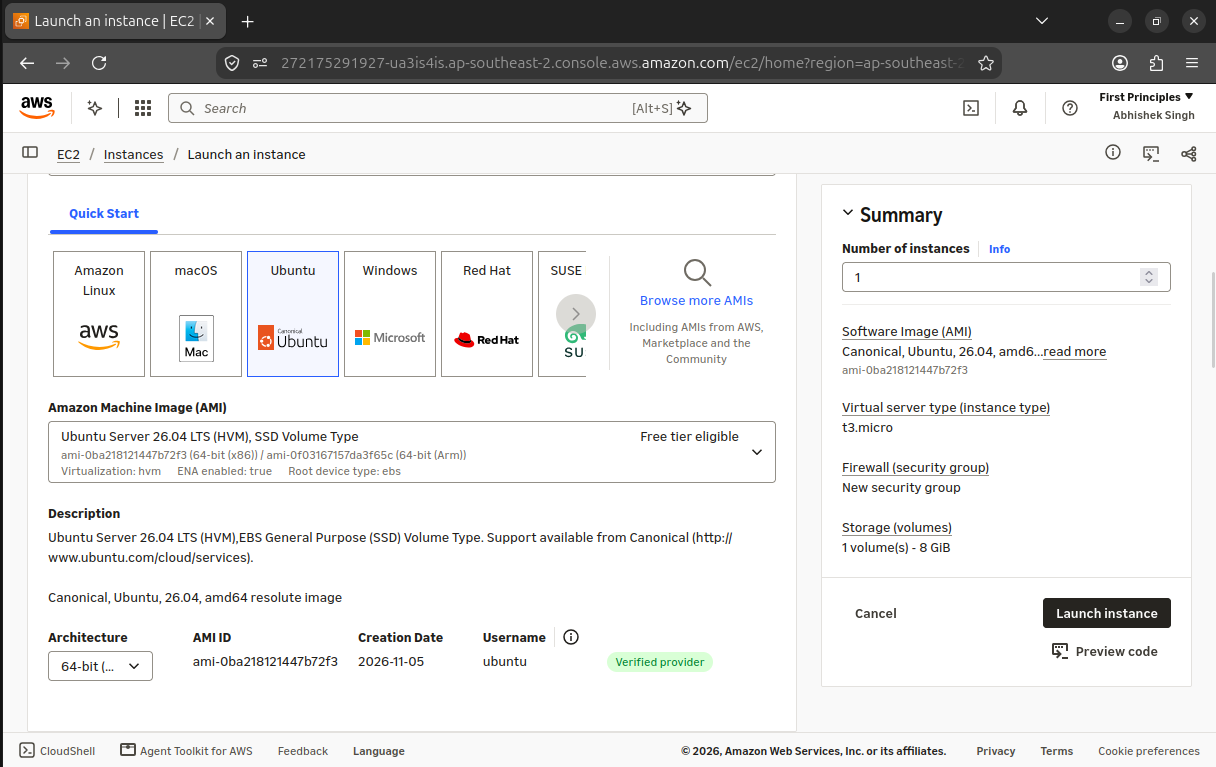 Launch an instance | EC2 |
272175291927-ua3is4is.ap-southeast-2.console.aws.amazon.com/ec2/home?region=ap-southeast-2
aws
Search
[Alt+S]
First Principles
Abhishek Singh
EC2 / Instances / Launch an instance
Quick Start
Amazon
Linux
aws
macOS
Mac
Ubuntu
Canonical
Ubuntu
Windows
Microsoft
Red Hat
Red Hat
SUSE
SU
Browse more AMIs
Including AMIs from AWS,
Marketplace and the
Community
Amazon Machine Image (AMI)
Ubuntu Server 26.04 LTS (HVM), SSD Volume Type
Free tier eligible
ami-0ba218121447b72f3 (64-bit (x86)) / ami-0f03167157da3f65c (64-bit (Arm))
Virtualization: hvm ENA enabled: true Root device type: ebs
Description
Ubuntu Server 26.04 LTS (HVM),EBS General Purpose (SSD) Volume Type. Support available from Canonical (http://
www.ubuntu.com/cloud/services).
Canonical, Ubuntu, 26.04, amd64 resolute image
Architecture
64-bit (...
AMI ID
ami-0ba218121447b72f3
Creation Date
2026-11-05
Username
ubuntu
Verified provider
Summary
Number of instances
Info
1
Software Image (AMI)
Canonical, Ubuntu, 26.04, amd6...read more
ami-0ba218121447b72f3
Virtual server type (instance type)
t3.micro
Firewall (security group)
New security group
Storage (volumes)
1 volume(s) - 8 GiB
Cancel
Launch instance
Preview code
CloudShell
Agent Toolkit for AWS
Feedback
Language
© 2026, Amazon Web Services, Inc. or its affiliates.
Privacy
Terms
Cookie preferences